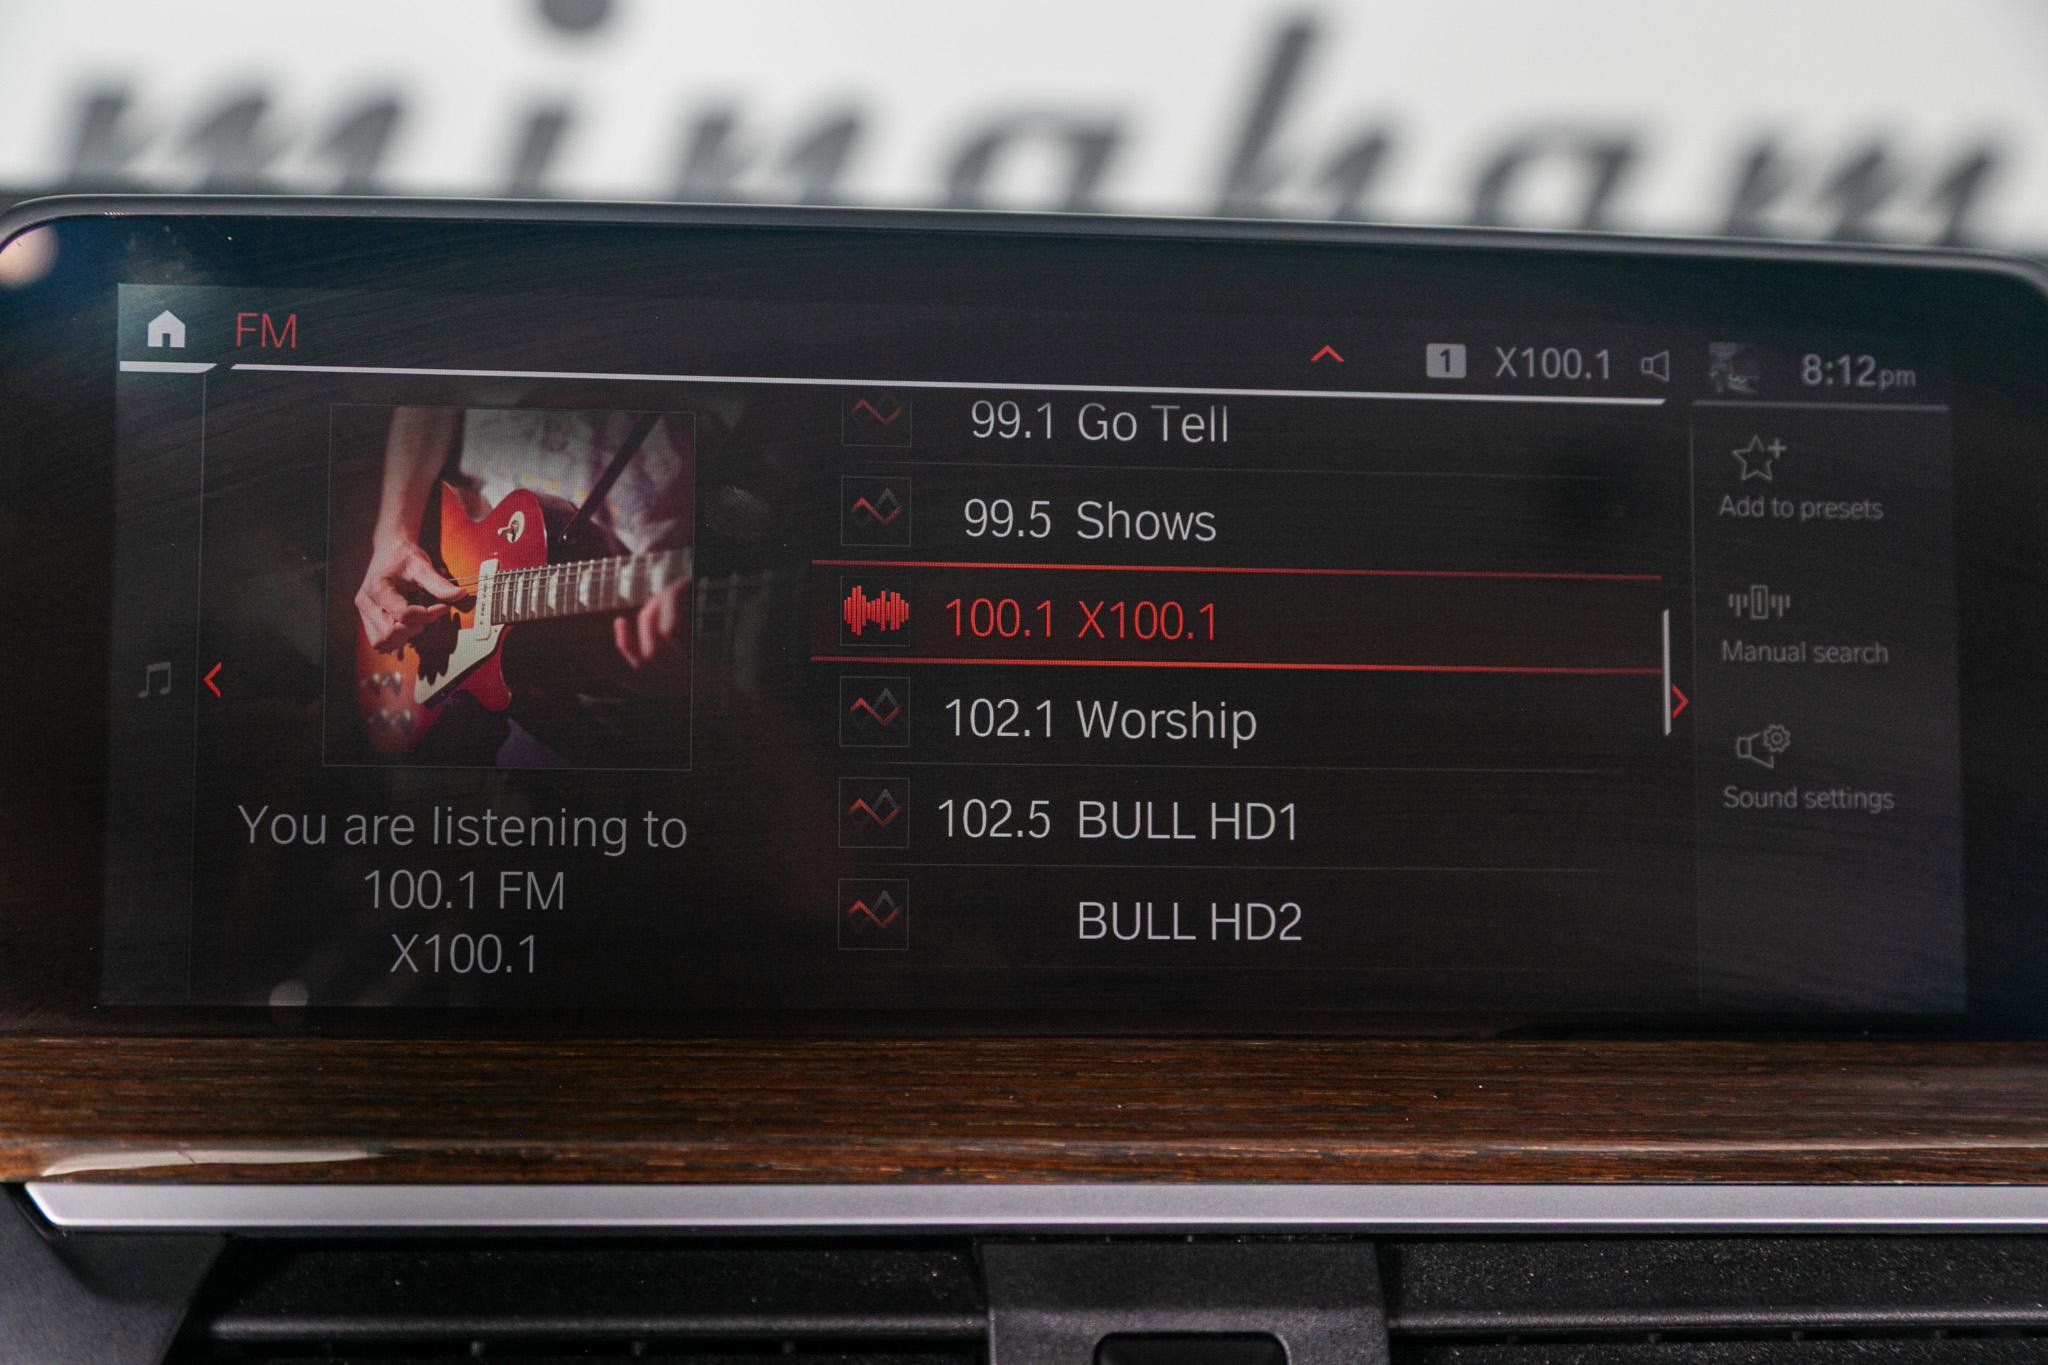 mingham
FM
1 X100.1
8:12pm
99.1 Go Tell
99.5 Shows
100.1 X100.1
102.1 Worship
102.5 BULL HD1
BULL HD2
You are listening to
100.1 FM
X100.1
Add to presets
Manual search
Sound settings